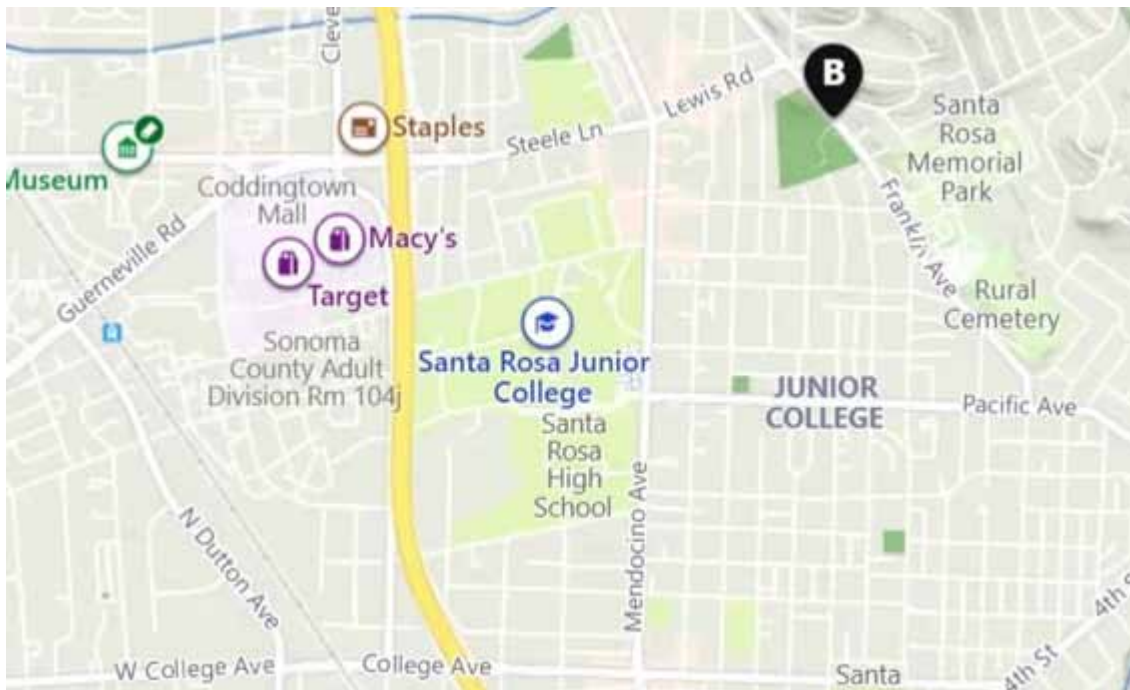 Cleve
B
Lewis Rd
Santa
Rosa
Memorial
Park
Staples
Steele Ln
Museum
Coddingtown
Mall
Franklin Ave
Macy's
Guerneville Rd
Target
Rural
Cemetery
Sonoma
County Adult
Division Rm 104j
Santa Rosa Junior
College
JUNIOR
COLLEGE
Pacific Ave
Santa
Rosa
High
School
Mendocino Ave
N Dutton Ave
4th S
4th St
W College Ave
College Ave
Santa